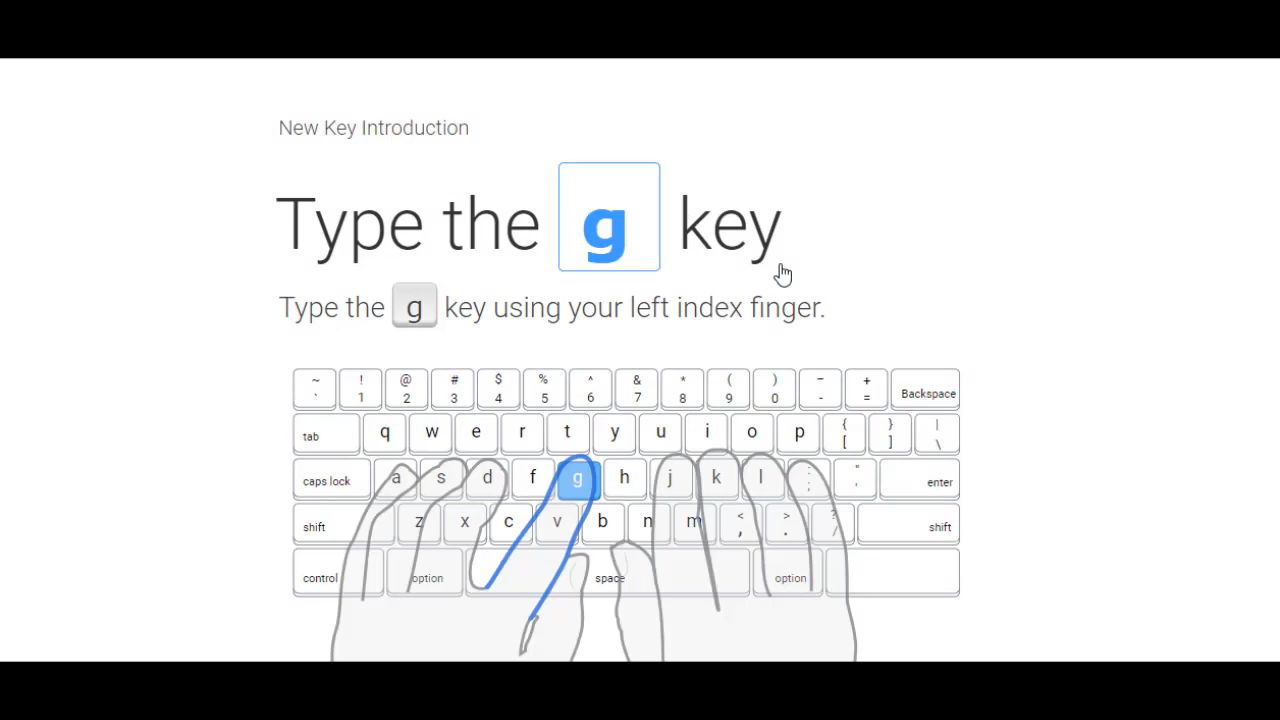 New Key Introduction
Type the g key
Type the g key using your left index finger.
~ ! @ # $ % ^ & * ( ) – +
` 1 2 3 4 5 6 7 8 9 0 - = Backspace
tab q w e r t y u i o p { [ } ] | \
caps lock a s d f g h j k l : ; " ' enter
shift z x c v b n m < , > . ? / shift
control option space option